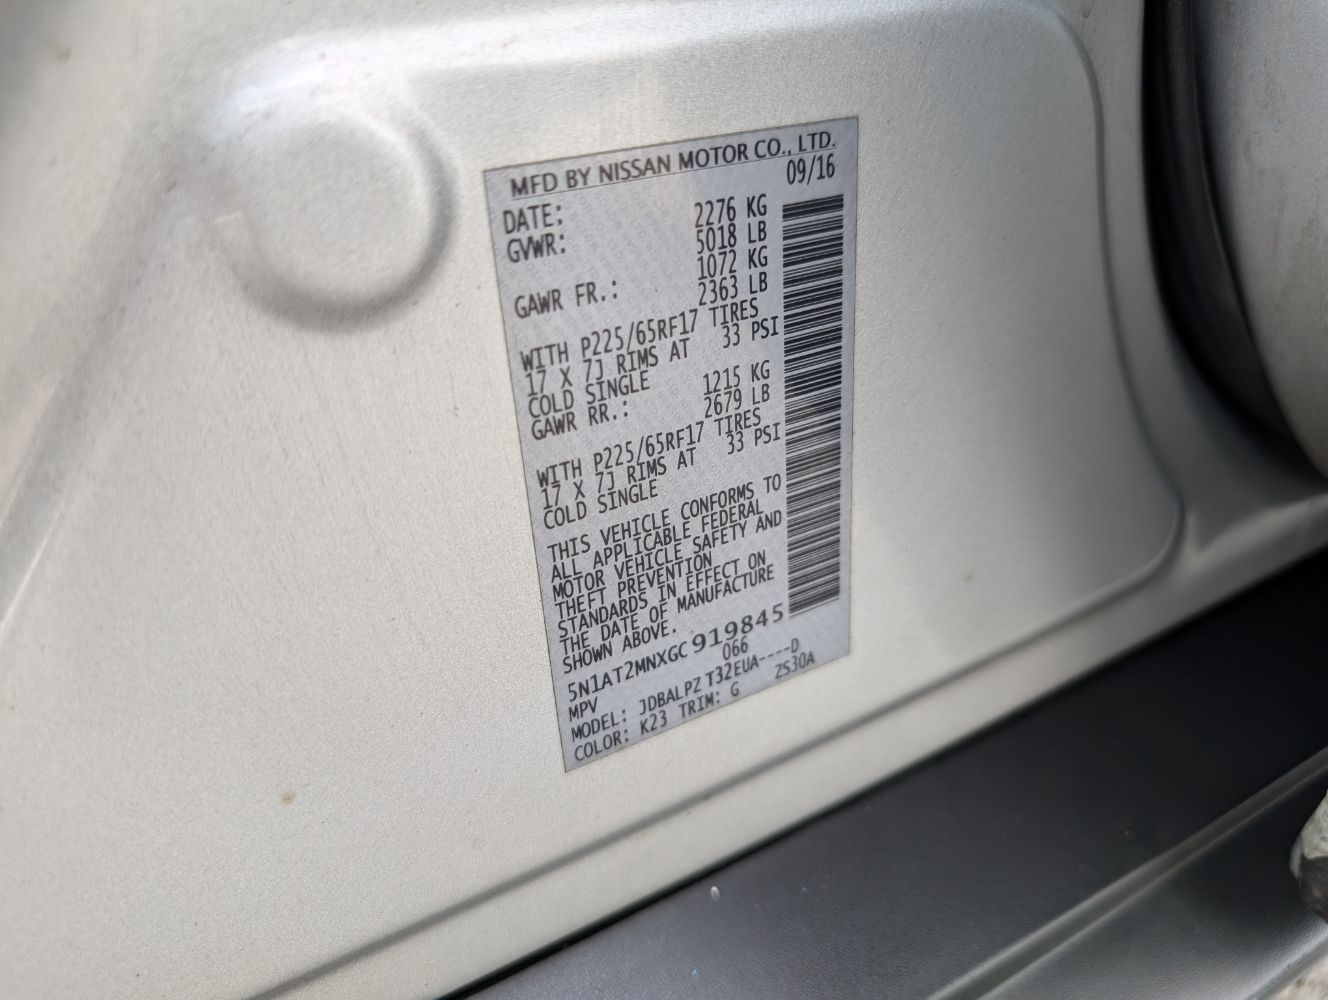 MFD BY NISSAN MOTOR CO., LTD.
DATE: 09/16
GVWR: 2276 KG
5018 LB
GAWR FR.: 1072 KG
2363 LB
WITH P225/65RF17 TIRES
17 X 7J RIMS AT 33 PSI
COLD SINGLE
GAWR RR.: 1215 KG
2679 LB
WITH P225/65RF17 TIRES
17 X 7J RIMS AT 33 PSI
COLD SINGLE
THIS VEHICLE CONFORMS TO
ALL APPLICABLE FEDERAL
MOTOR VEHICLE SAFETY AND
THEFT PREVENTION
STANDARDS IN EFFECT ON
THE DATE OF MANUFACTURE
SHOWN ABOVE.
5N1AT2MNXGC919845
MPV 066
MODEL: JDBALPZ T32EUA----D
COLOR: K23 TRIM: G ZS30A